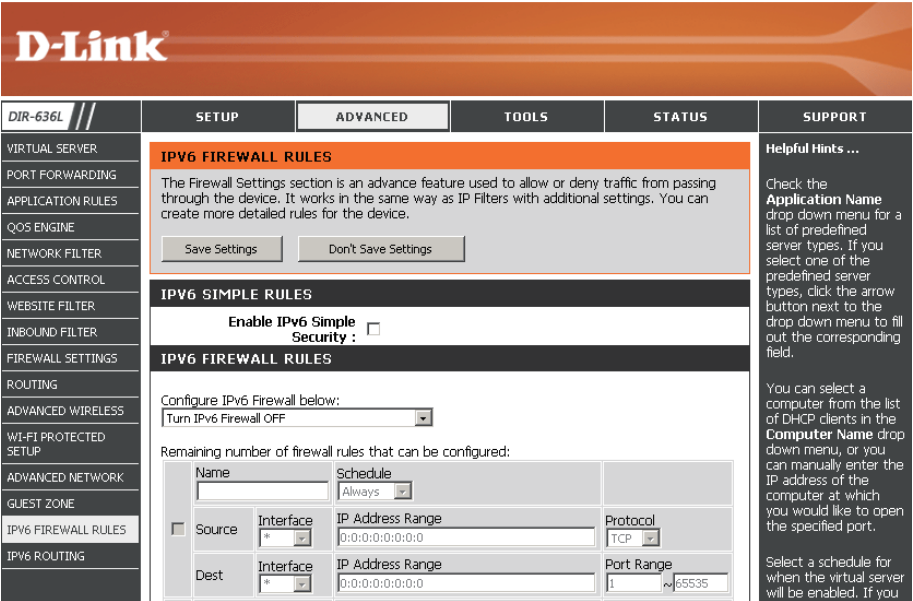 D-Link
DIR-636L
SETUP
ADVANCED
TOOLS
STATUS
SUPPORT
VIRTUAL SERVER
PORT FORWARDING
APPLICATION RULES
QOS ENGINE
NETWORK FILTER
ACCESS CONTROL
WEBSITE FILTER
INBOUND FILTER
FIREWALL SETTINGS
ROUTING
ADVANCED WIRELESS
WI-FI PROTECTED
SETUP
ADVANCED NETWORK
GUEST ZONE
IPV6 FIREWALL RULES
IPV6 ROUTING
IPV6 FIREWALL RULES
The Firewall Settings section is an advance feature used to allow or deny traffic from passing
through the device. It works in the same way as IP Filters with additional settings. You can
create more detailed rules for the device.
Save Settings
Don't Save Settings
IPV6 SIMPLE RULES
Enable IPv6 Simple
Security :
IPV6 FIREWALL RULES
Configure IPv6 Firewall below:
Turn IPv6 Firewall OFF
Remaining number of firewall rules that can be configured:
Name
Schedule
Always
Source
Interface
*
IP Address Range
0:0:0:0:0:0:0:0
Protocol
TCP
Dest
Interface
*
IP Address Range
0:0:0:0:0:0:0:0
Port Range
1 ~ 65535
Helpful Hints ...
Check the
Application Name
drop down menu for a
list of predefined
server types. If you
select one of the
predefined server
types, click the arrow
button next to the
drop down menu to fill
out the corresponding
field.
You can select a
computer from the list
of DHCP clients in the
Computer Name drop
down menu, or you
can manually enter the
IP address of the
computer at which
you would like to open
the specified port.
Select a schedule for
when the virtual server
will be enabled. If you